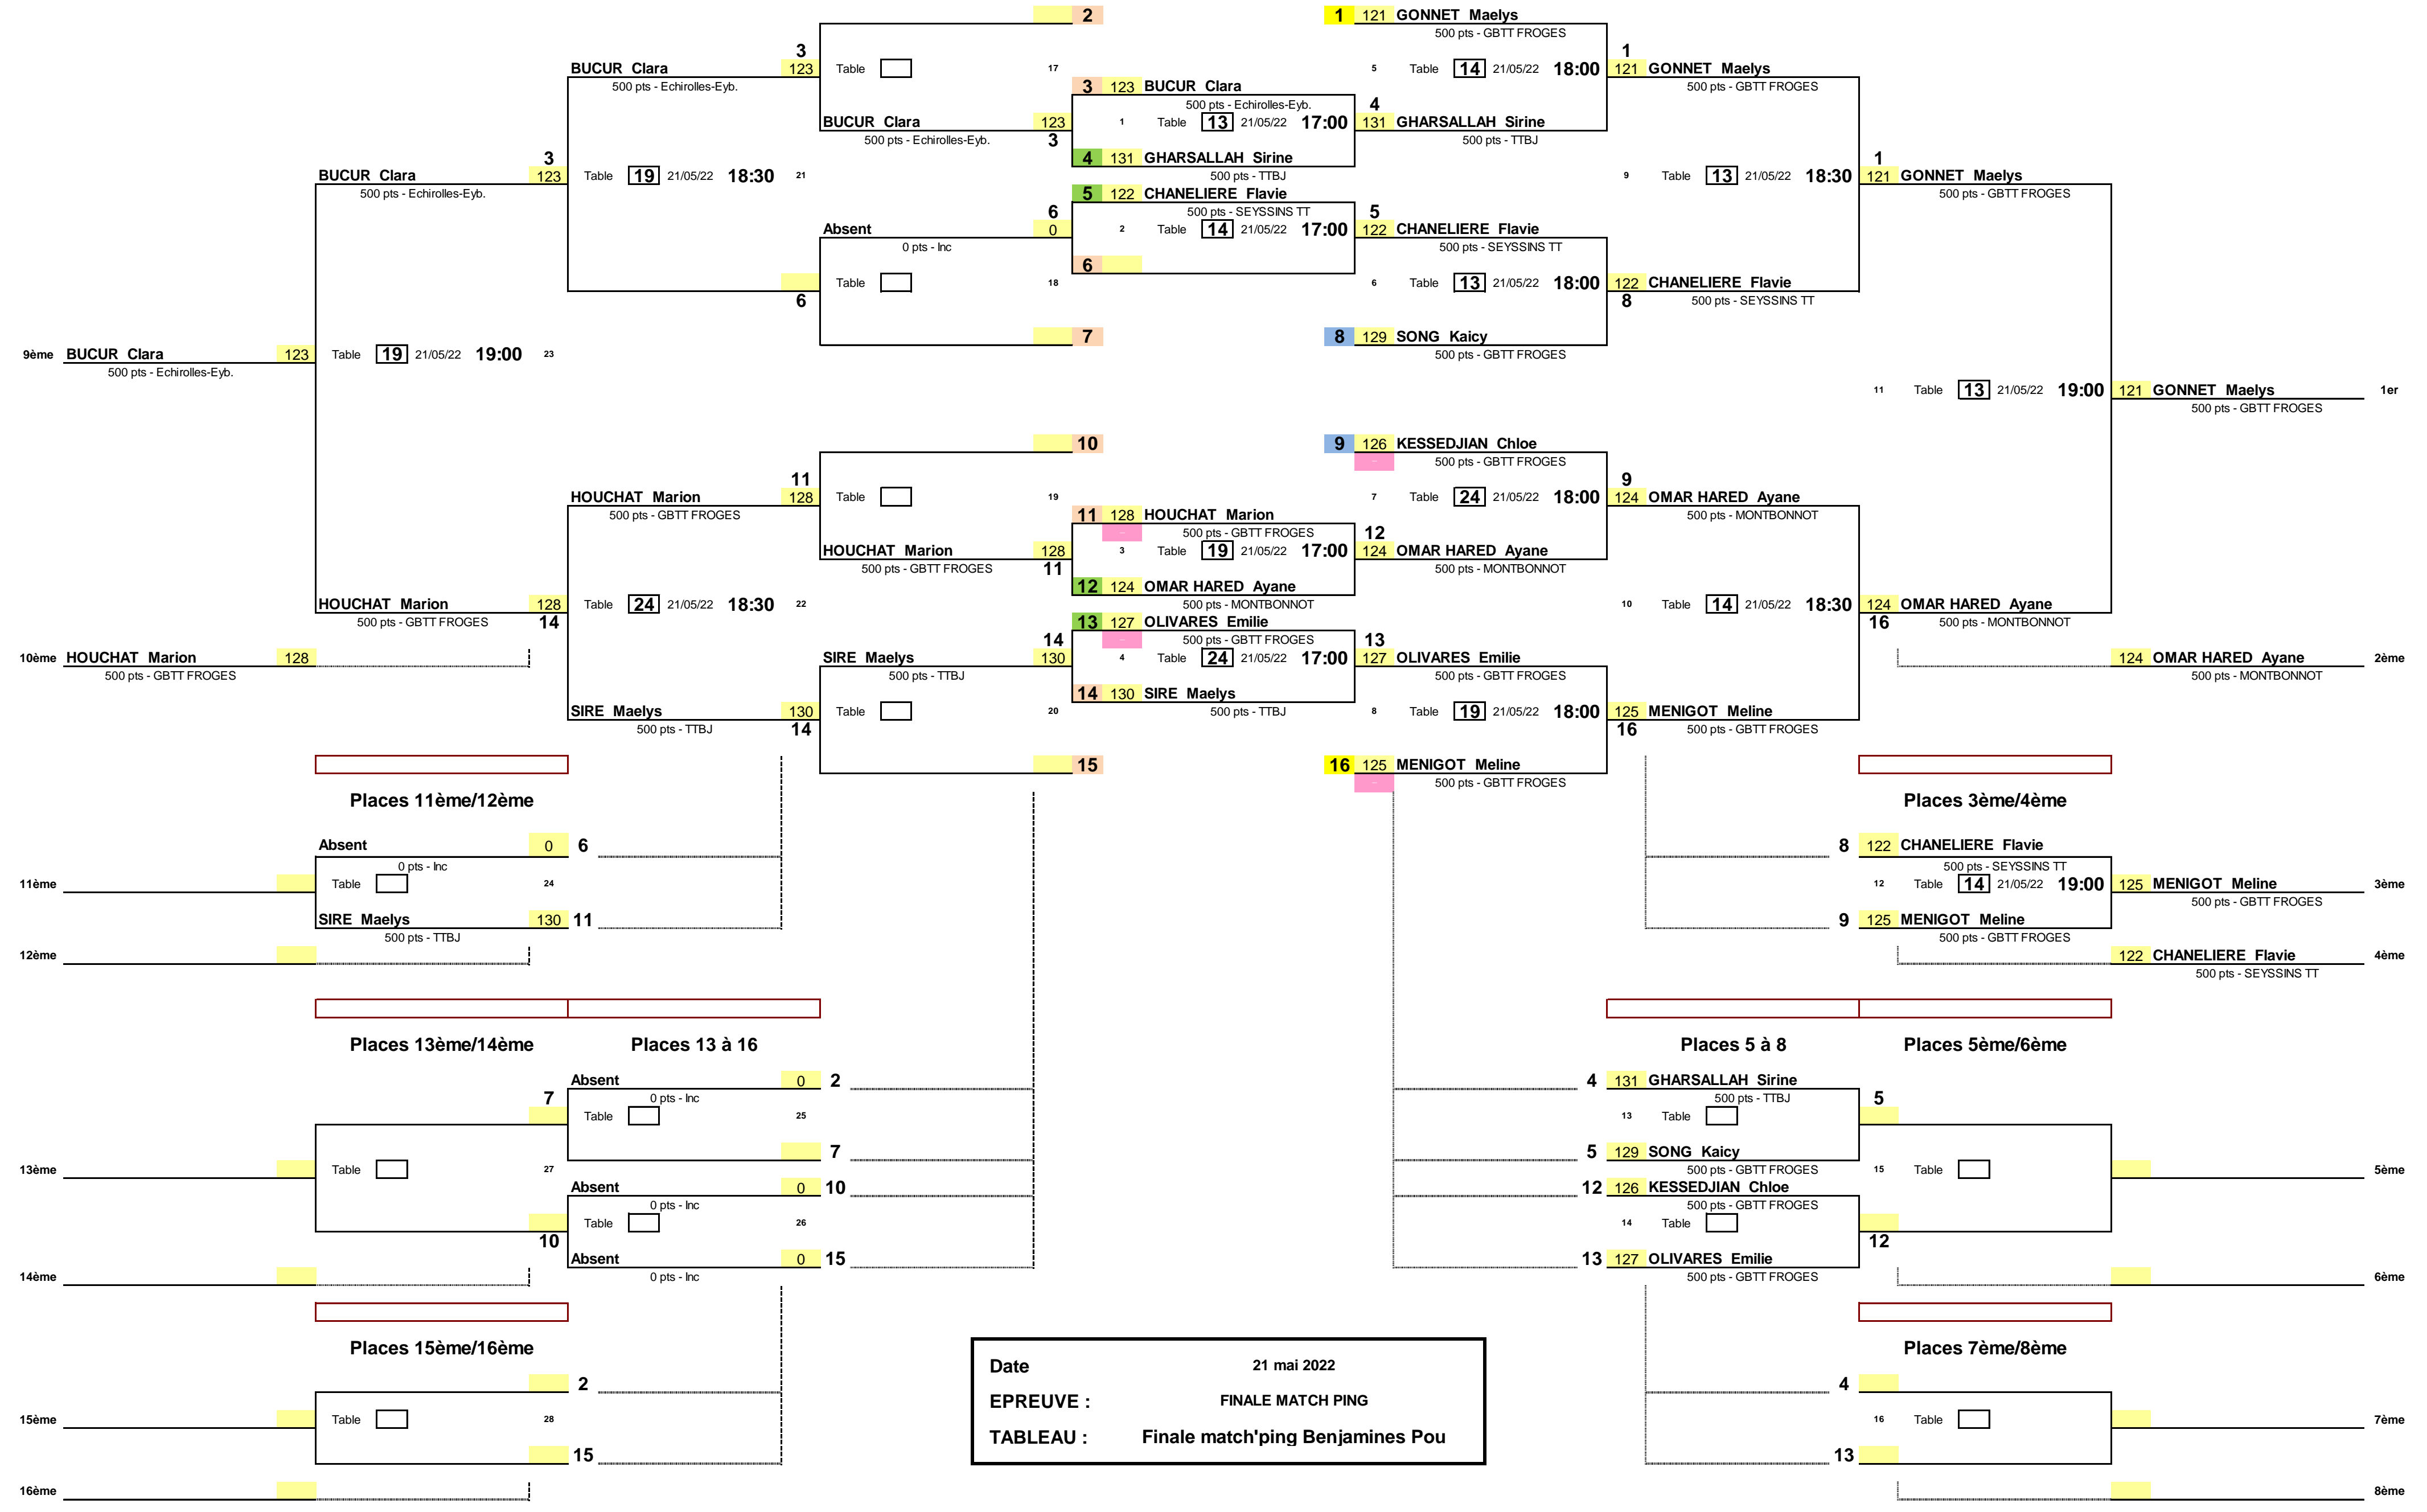 2 1 121 GONNET Maelys
500 pts - GBTT FROGES
3 1
BUCUR Clara 123 Table 17 5 Table 14 21/05/22 18:00 121 GONNET Maelys
500 pts - Echirolles-Eyb. 3 123 BUCUR Clara 500 pts - GBTT FROGES
500 pts - Echirolles-Eyb. 4
BUCUR Clara 123 1 Table 13 21/05/22 17:00 131 GHARSALLAH Sirine
500 pts - Echirolles-Eyb. 3 500 pts - TTBJ
3 4 131 GHARSALLAH Sirine 1
BUCUR Clara 123 Table 19 21/05/22 18:30 21 500 pts - TTBJ 9 Table 13 21/05/22 18:30 121 GONNET Maelys
500 pts - Echirolles-Eyb. 5 122 CHANELIERE Flavie 500 pts - GBTT FROGES
6 500 pts - SEYSSINS TT 5
Absent 0 2 Table 14 21/05/22 17:00 122 CHANELIERE Flavie
0 pts - Inc 500 pts - SEYSSINS TT
6
Table 18 6 Table 13 21/05/22 18:00 122 CHANELIERE Flavie
6 8 500 pts - SEYSSINS TT
7 8 129 SONG Kaicy
9ème BUCUR Clara 123 Table 19 21/05/22 19:00 23 500 pts - GBTT FROGES
500 pts - Echirolles-Eyb.
11 Table 13 21/05/22 19:00 121 GONNET Maelys 1er
500 pts - GBTT FROGES
10 9 126 KESSEDJIAN Chloe
500 pts - GBTT FROGES
11 9
HOUCHAT Marion 128 Table 19 7 Table 24 21/05/22 18:00 124 OMAR HARED Ayane
500 pts - GBTT FROGES 11 128 HOUCHAT Marion 500 pts - MONTBONNOT
500 pts - GBTT FROGES 12
HOUCHAT Marion 128 3 Table 19 21/05/22 17:00 124 OMAR HARED Ayane
500 pts - GBTT FROGES 11 500 pts - MONTBONNOT
12 124 OMAR HARED Ayane
HOUCHAT Marion 128 Table 24 21/05/22 18:30 22 500 pts - MONTBONNOT 10 Table 14 21/05/22 18:30 124 OMAR HARED Ayane
500 pts - GBTT FROGES 14 13 127 OLIVARES Emilie 16 500 pts - MONTBONNOT
14 500 pts - GBTT FROGES 13
10ème HOUCHAT Marion 128 SIRE Maelys 130 4 Table 24 21/05/22 17:00 127 OLIVARES Emilie 124 OMAR HARED Ayane 2ème
500 pts - GBTT FROGES 500 pts - TTBJ 500 pts - GBTT FROGES 500 pts - MONTBONNOT
14 130 SIRE Maelys
SIRE Maelys 130 Table 20 500 pts - TTBJ 8 Table 19 21/05/22 18:00 125 MENIGOT Meline
500 pts - TTBJ 14 16 500 pts - GBTT FROGES
15 16 125 MENIGOT Meline
500 pts - GBTT FROGES
Places 11ème/12ème Places 3ème/4ème
Absent 0 6 8 122 CHANELIERE Flavie
0 pts - Inc 500 pts - SEYSSINS TT
11ème Table 24 12 Table 14 21/05/22 19:00 125 MENIGOT Meline 3ème
500 pts - GBTT FROGES
SIRE Maelys 130 11 9 125 MENIGOT Meline
500 pts - TTBJ 500 pts - GBTT FROGES
12ème 122 CHANELIERE Flavie 4ème
500 pts - SEYSSINS TT
Places 13ème/14ème Places 13 à 16 Places 5 à 8 Places 5ème/6ème
Absent 0 2 4 131 GHARSALLAH Sirine
7 0 pts - Inc 500 pts - TTBJ 5
Table 25 13 Table
7 5 129 SONG Kaicy
13ème Table 27 500 pts - GBTT FROGES 15 Table 5ème
Absent 0 10 12 126 KESSEDJIAN Chloe
0 pts - Inc 500 pts - GBTT FROGES
Table 26 14 Table
10 12
Absent 0 15 13 127 OLIVARES Emilie
14ème 0 pts - Inc 500 pts - GBTT FROGES 6ème
Places 15ème/16ème Places 7ème/8ème
Date 21 mai 2022
2 4
EPREUVE : FINALE MATCH PING
15ème Table 28 16 Table 7ème
TABLEAU : Finale match'ping Benjamines Pou
15 13
16ème 8ème